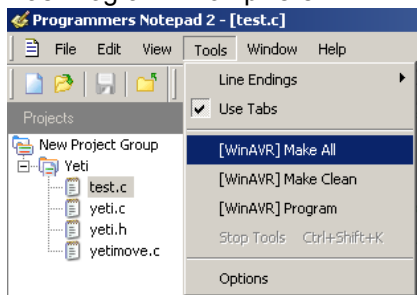 Programmers Notepad 2 - [test.c]
File Edit View Tools Window Help
Line Endings
Use Tabs
Projects
New Project Group
[WinAVR] Make All
Yeti
[WinAVR] Make Clean
test.c
yeti.c
[WinAVR] Program
yeti.h
Stop Tools Ctrl+Shift+K
yetimove.c
Options